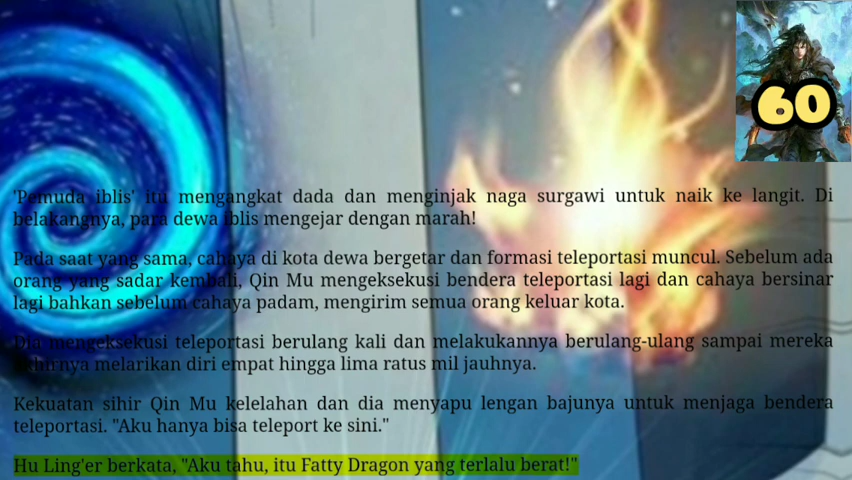 60
'Pemuda iblis' itu mengangkat dada dan menginjak naga surgawi untuk naik ke langit. Di
belakangnya, para dewa iblis mengejar dengan marah!
Pada saat yang sama, cahaya di kota dewa bergetar dan formasi teleportasi muncul. Sebelum ada
orang yang sadar kembali, Qin Mu mengeksekusi bendera teleportasi lagi dan cahaya bersinar
lagi bahkan sebelum cahaya padam, mengirim semua orang keluar kota.
Dia mengeksekusi teleportasi berulang kali dan melakukannya berulang-ulang sampai mereka
akhirnya melarikan diri empat hingga lima ratus mil jauhnya.
Kekuatan sihir Qin Mu kelelahan dan dia menyapu lengan bajunya untuk menjaga bendera
teleportasi. "Aku hanya bisa teleport ke sini."
Hu Ling'er berkata, "Aku tahu, itu Fatty Dragon yang terlalu berat!"